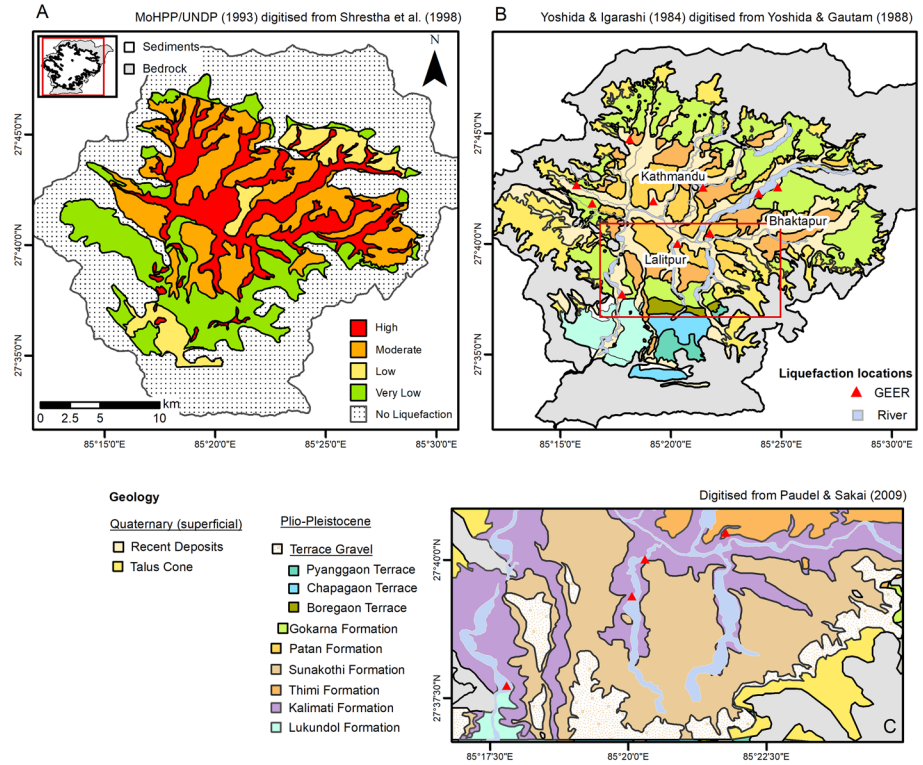 A
MoHPP/UNDP (1993) digitised from Shrestha et al. (1998)
Sediments
Bedrock
N
27°45'0"N
27°40'0"N
27°35'0"N
High
Moderate
Low
Very Low
No Liquefaction
km
0 2.5 5 10
85°15'0"E 85°20'0"E 85°25'0"E 85°30'0"E
B
Yoshida & Igarashi (1984) digitised from Yoshida & Gautam (1988)
27°45'0"N
27°40'0"N
27°35'0"N
Kathmandu
Bhaktapur
Lalitpur
Liquefaction locations
GEER
River
85°15'0"E 85°20'0"E 85°25'0"E 85°30'0"E
Geology
Quaternary (superficial)
Recent Deposits
Talus Cone
Plio-Pleistocene
Terrace Gravel
Pyanggaon Terrace
Chapagaon Terrace
Boregaon Terrace
Gokarna Formation
Patan Formation
Sunakothi Formation
Thimi Formation
Kalimati Formation
Lukundol Formation
Digitised from Paudel & Sakai (2009)
27°40'0"N
27°37'30"N
C
85°17'30"E 85°20'0"E 85°22'30"E